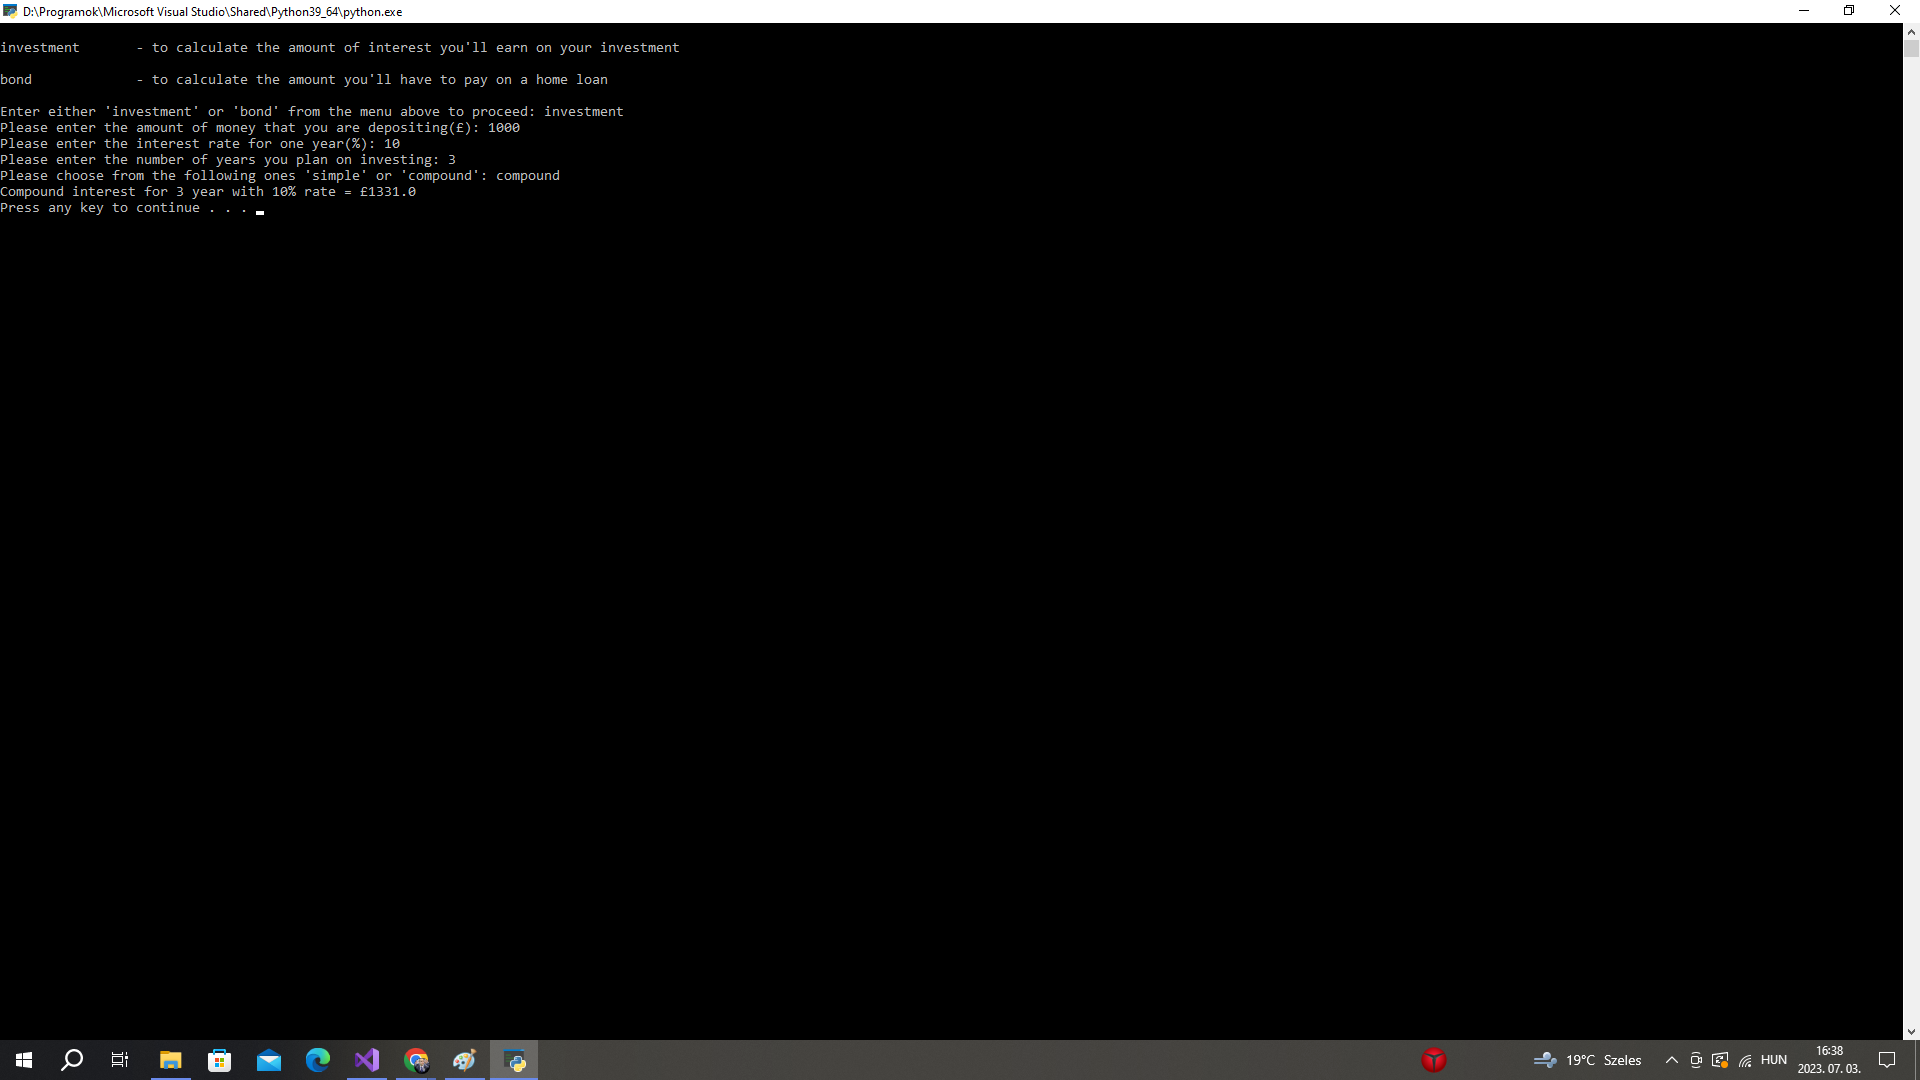 D:\Programok\Microsoft Visual Studio\Shared\Python39_64\python.exe
investment - to calculate the amount of interest you'll earn on your investment
bond - to calculate the amount you'll have to pay on a home loan
Enter either 'investment' or 'bond' from the menu above to proceed: investment
Please enter the amount of money that you are depositing(£): 1000
Please enter the interest rate for one year(%): 10
Please enter the number of years you plan on investing: 3
Please choose from the following ones 'simple' or 'compound': compound
Compound interest for 3 year with 10% rate = £1331.0
Press any key to continue . . .
19°C Szeles
HUN
16:38
2023. 07. 03.